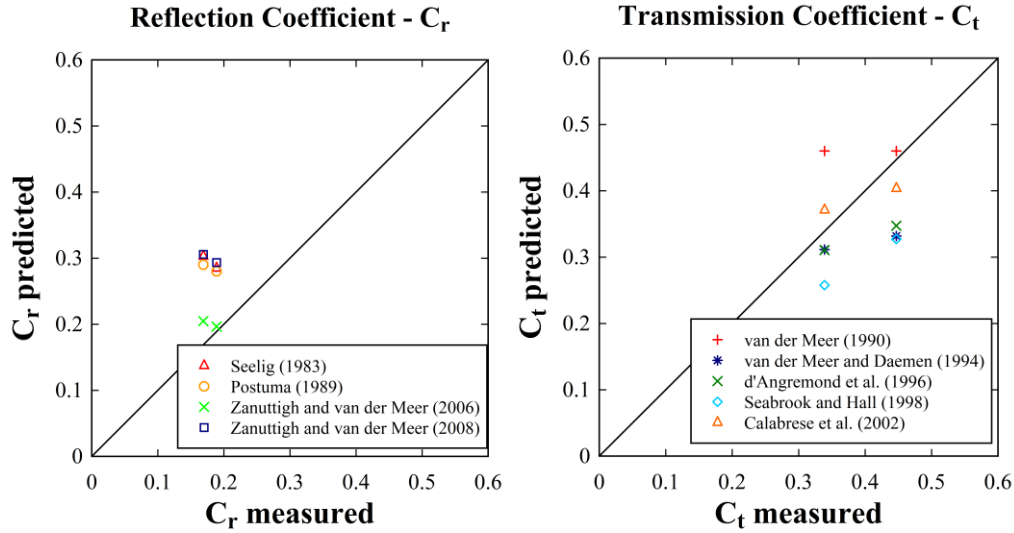 Reflection Coefficient - Cr
0.6
0.5
0.4
0.3
0.2
0.1
0
Cr predicted
Seelig (1983)
Postuma (1989)
Zanuttigh and van der Meer (2006)
Zanuttigh and van der Meer (2008)
0 0.1 0.2 0.3 0.4 0.5 0.6
Cr measured
Transmission Coefficient - Ct
0.6
0.5
0.4
0.3
0.2
0.1
0
Ct predicted
van der Meer (1990)
van der Meer and Daemen (1994)
d'Angremond et al. (1996)
Seabrook and Hall (1998)
Calabrese et al. (2002)
0 0.1 0.2 0.3 0.4 0.5 0.6
Ct measured